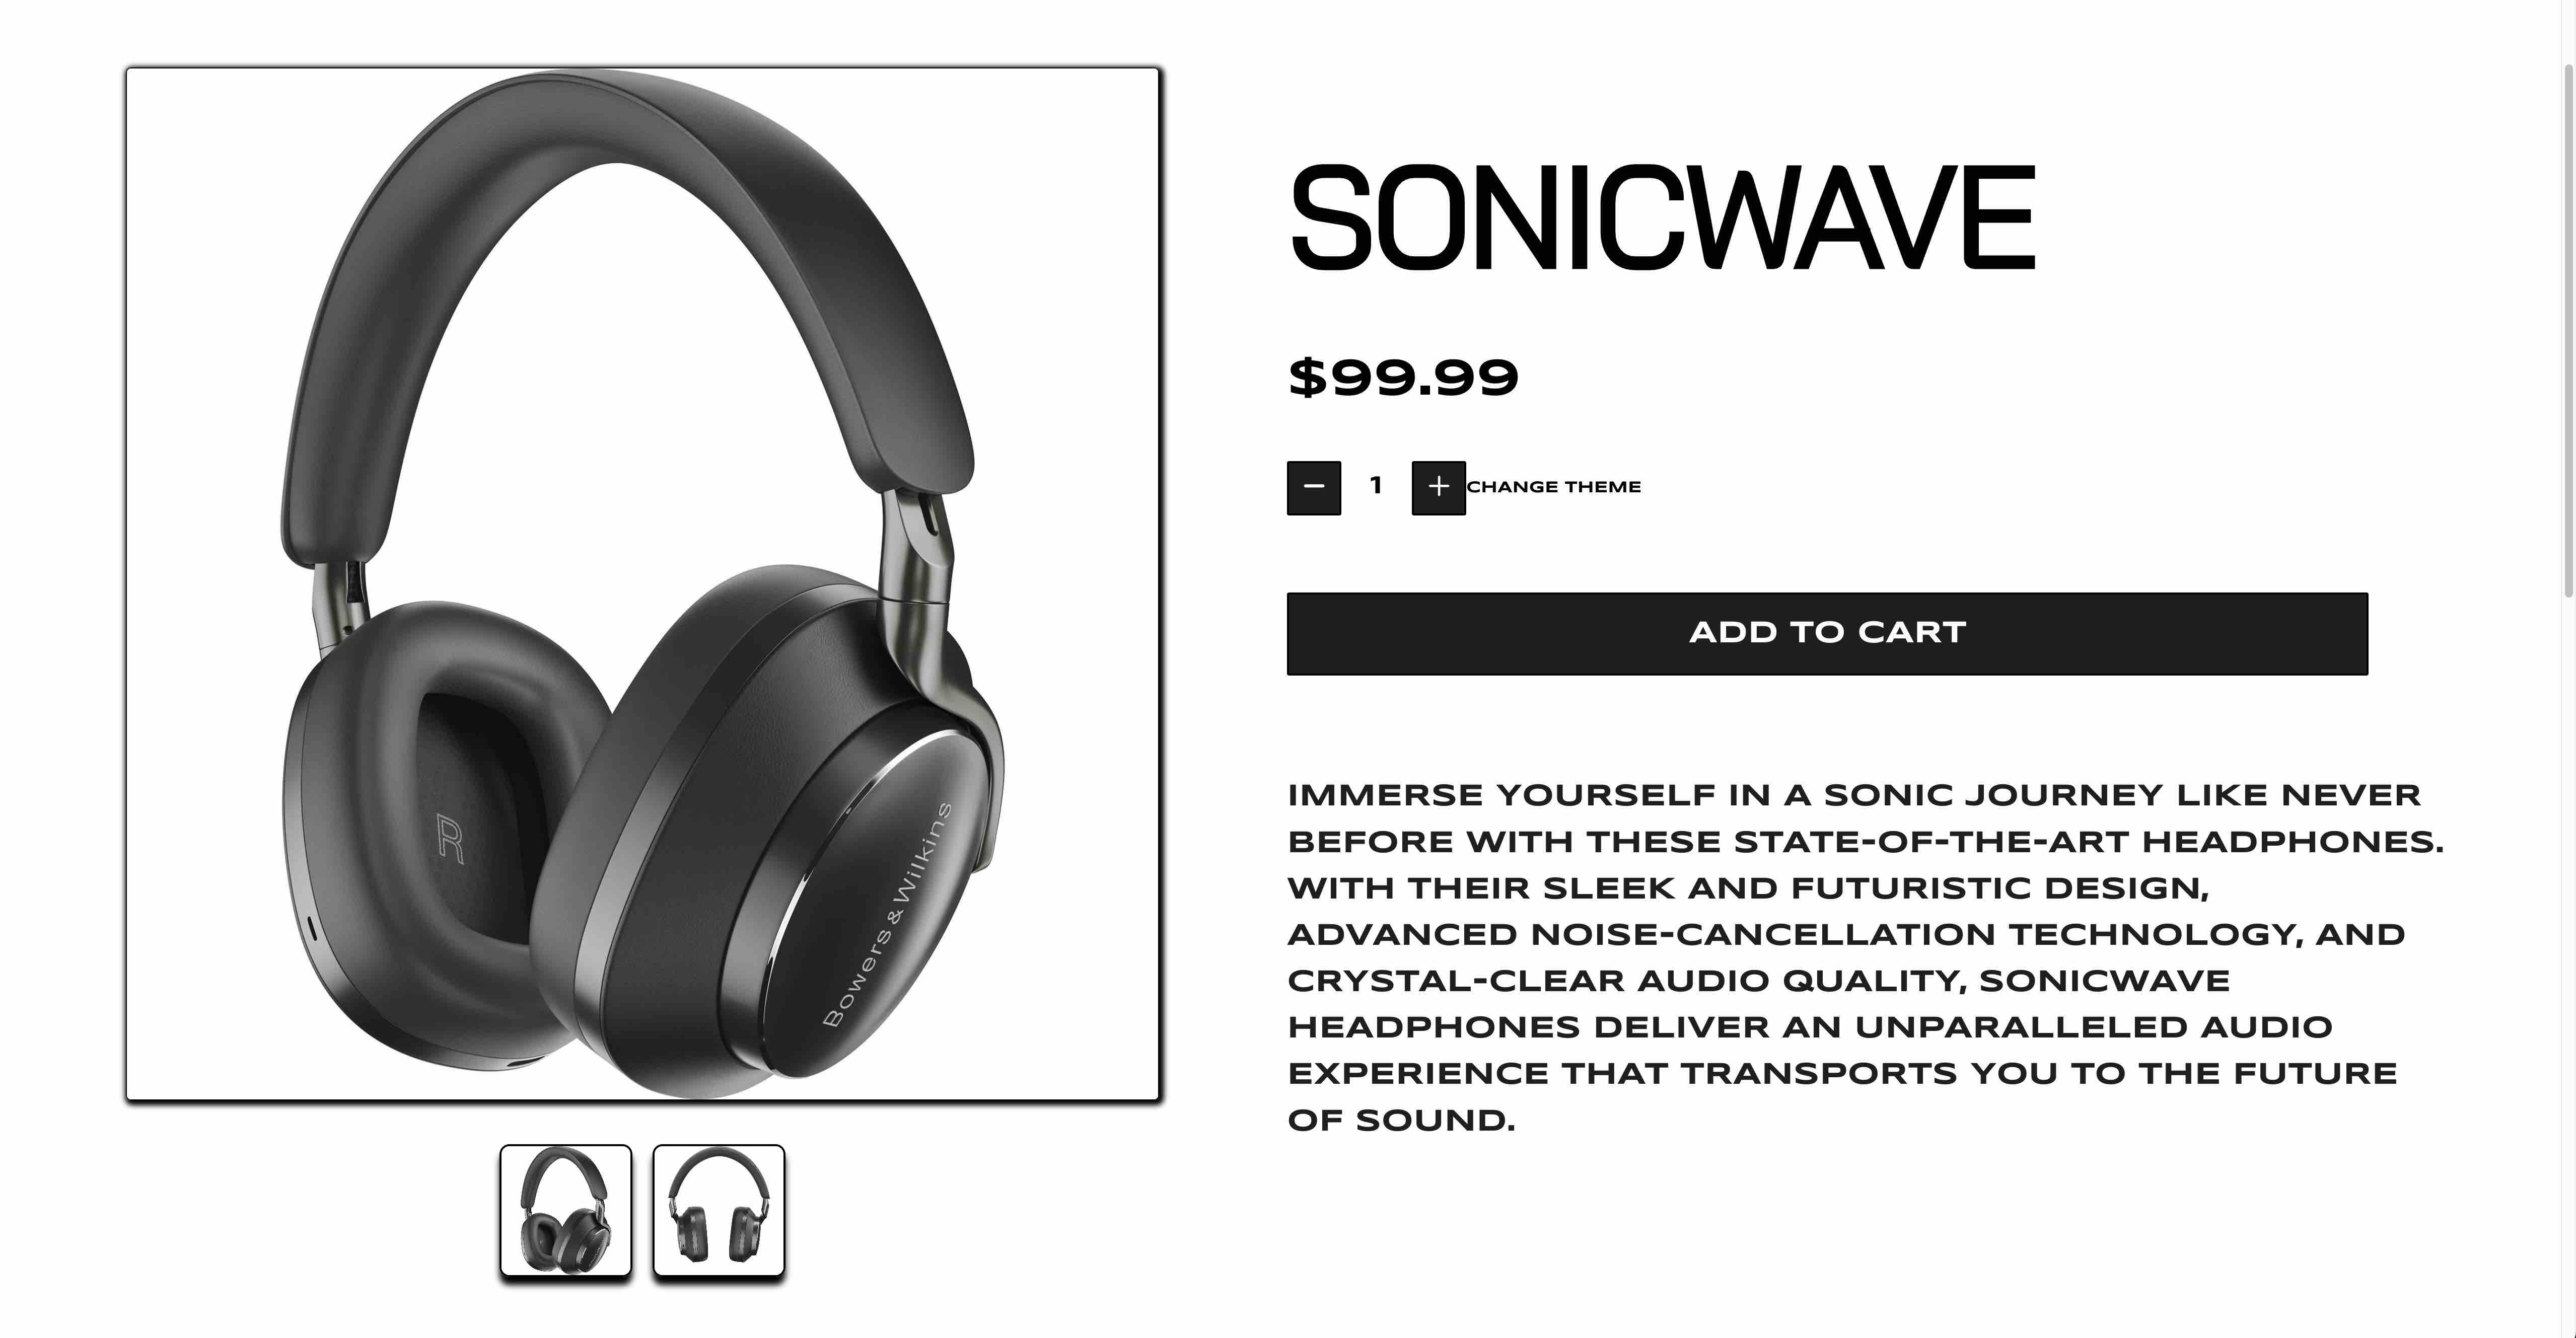 SONICWAVE
$99.99
− 1 + CHANGE THEME
ADD TO CART
IMMERSE YOURSELF IN A SONIC JOURNEY LIKE NEVER
BEFORE WITH THESE STATE-OF-THE-ART HEADPHONES.
WITH THEIR SLEEK AND FUTURISTIC DESIGN,
ADVANCED NOISE-CANCELLATION TECHNOLOGY, AND
CRYSTAL-CLEAR AUDIO QUALITY, SONICWAVE
HEADPHONES DELIVER AN UNPARALLELED AUDIO
EXPERIENCE THAT TRANSPORTS YOU TO THE FUTURE
OF SOUND.
R
Bowers & Wilkins